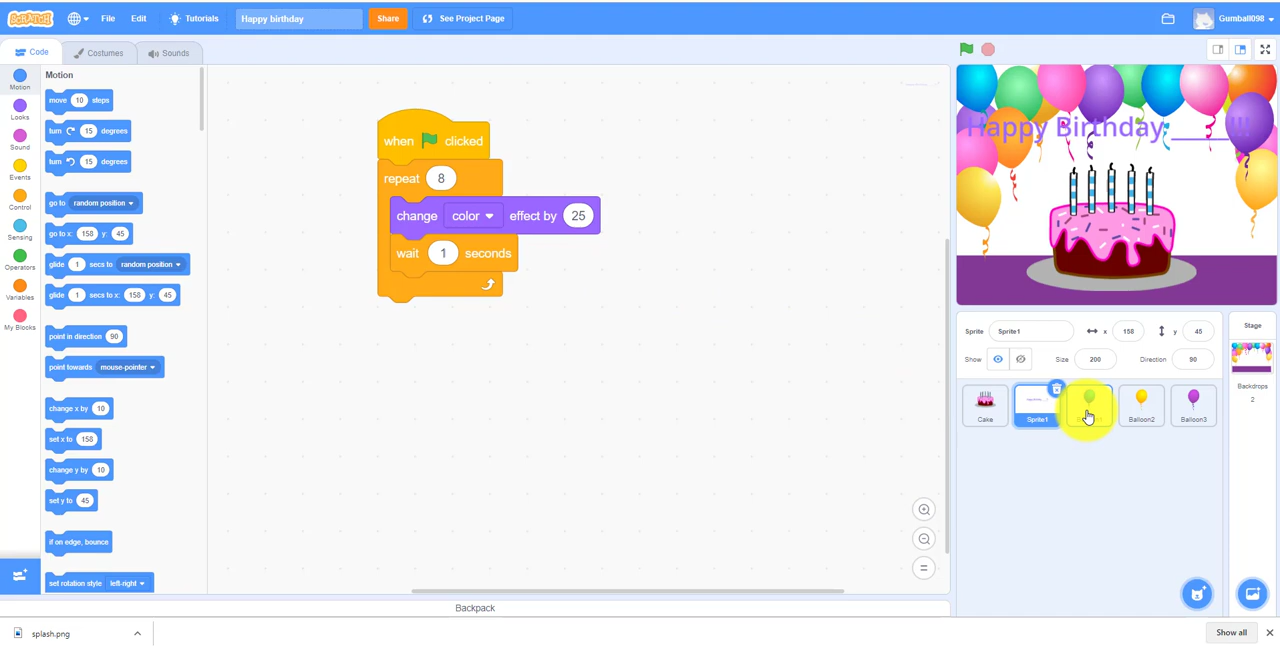 SCRATCH File Edit Tutorials Happy birthday Share See Project Page Gumball098
Code Costumes Sounds
Motion
Looks
Sound
Events
Control
Sensing
Operators
Variables
My Blocks
Motion
move 10 steps
turn 15 degrees
turn 15 degrees
go to random position
go to x: 158 y: 45
glide 1 secs to random position
glide 1 secs to x: 158 y: 45
point in direction 90
point towards mouse-pointer
change x by 10
set x to 158
change y by 10
set y to 45
if on edge, bounce
set rotation style left-right
when clicked
repeat 8
change color effect by 25
wait 1 seconds
Happy Birthday ______!!!
Sprite Sprite1 x 158 y 45
Show Size 200 Direction 90
Cake Sprite1 Balloon2 Balloon3
Stage
Backdrops
2
Backpack
splash.png Show all